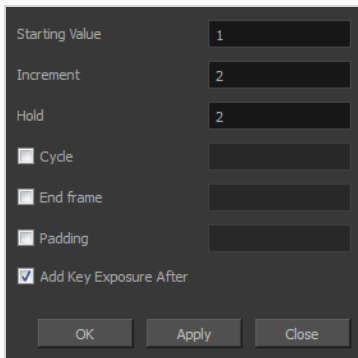 Starting Value 1
Increment 2
Hold 2
Cycle
End frame
Padding
Add Key Exposure After
OK Apply Close